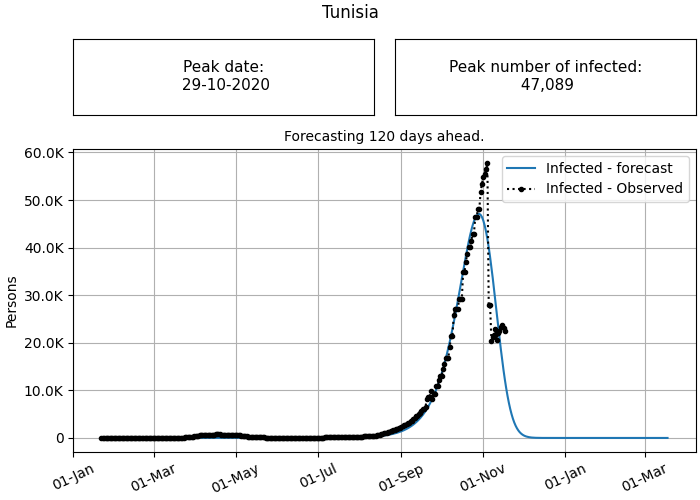 Tunisia
Peak date:
29-10-2020
Peak number of infected:
47,089
Forecasting 120 days ahead.
60.0K
50.0K
40.0K
30.0K
20.0K
10.0K
0
Persons
Infected - forecast
Infected - Observed
01-Jan
01-Mar
01-May
01-Jul
01-Sep
01-Nov
01-Jan
01-Mar